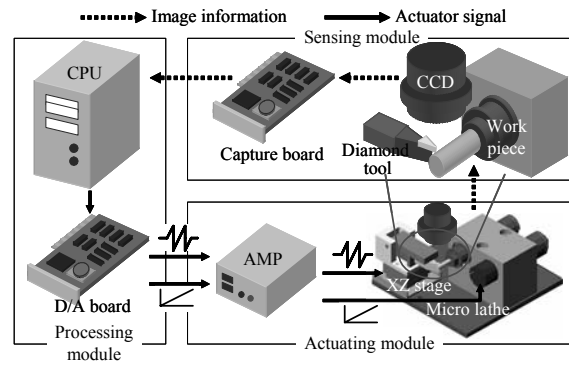 Image information
Actuator signal
Sensing module
CPU
CCD
Work
piece
Capture board
Diamond
tool
AMP
D/A board
XZ stage
Micro lathe
Processing
module
Actuating module